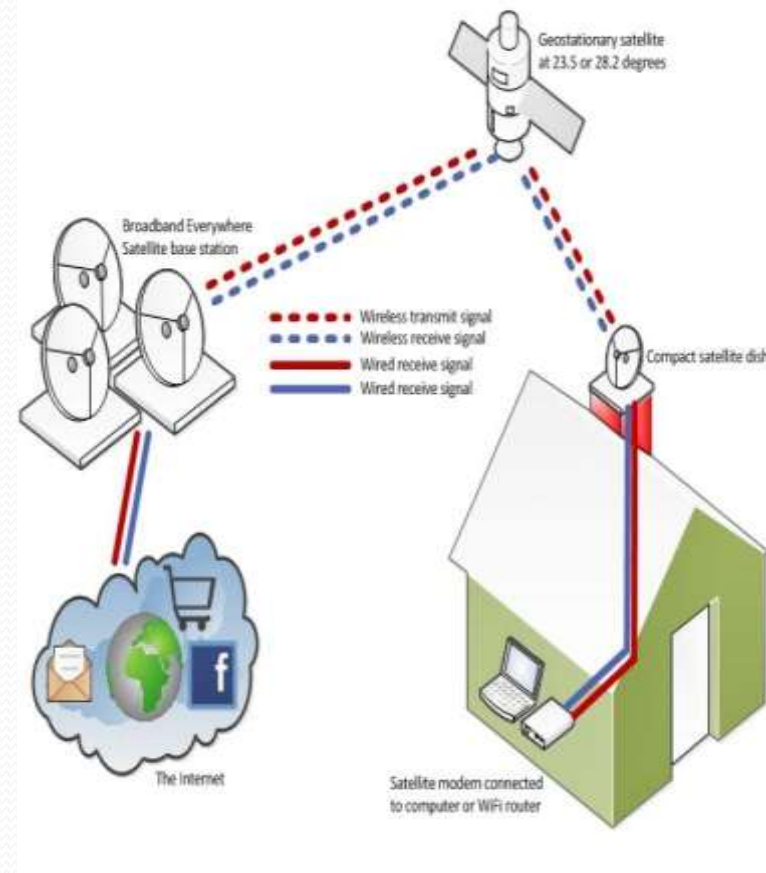 Geostationary satellite
at 23.5 or 28.2 degrees
Broadband Everywhere
Satellite base station
Wireless transmit signal
Wireless receive signal
Wired receive signal
Wired receive signal
Compact satellite dish
f
The Internet
Satellite modem connected
to computer or WiFi router